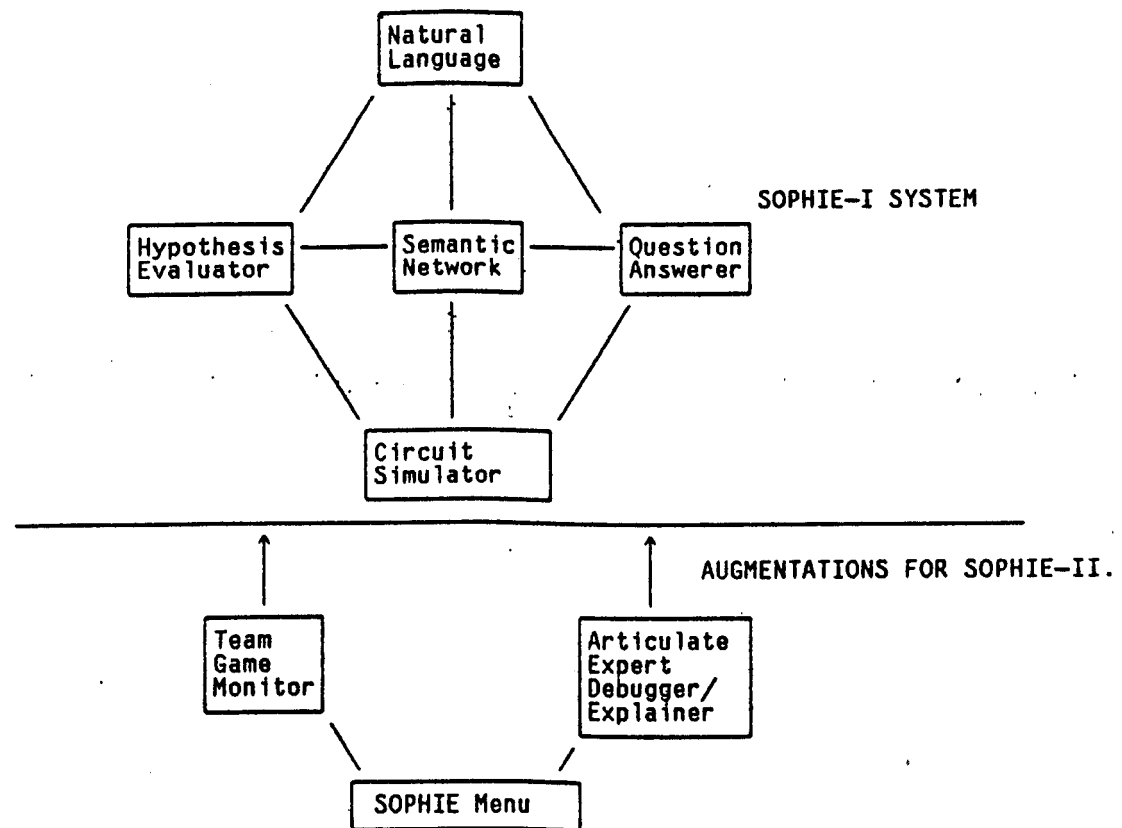 Natural
Language
SOPHIE-I SYSTEM
Hypothesis
Evaluator
Semantic
Network
Question
Answerer
Circuit
Simulator
AUGMENTATIONS FOR SOPHIE-II.
Team
Game
Monitor
Articulate
Expert
Debugger/
Explainer
SOPHIE Menu